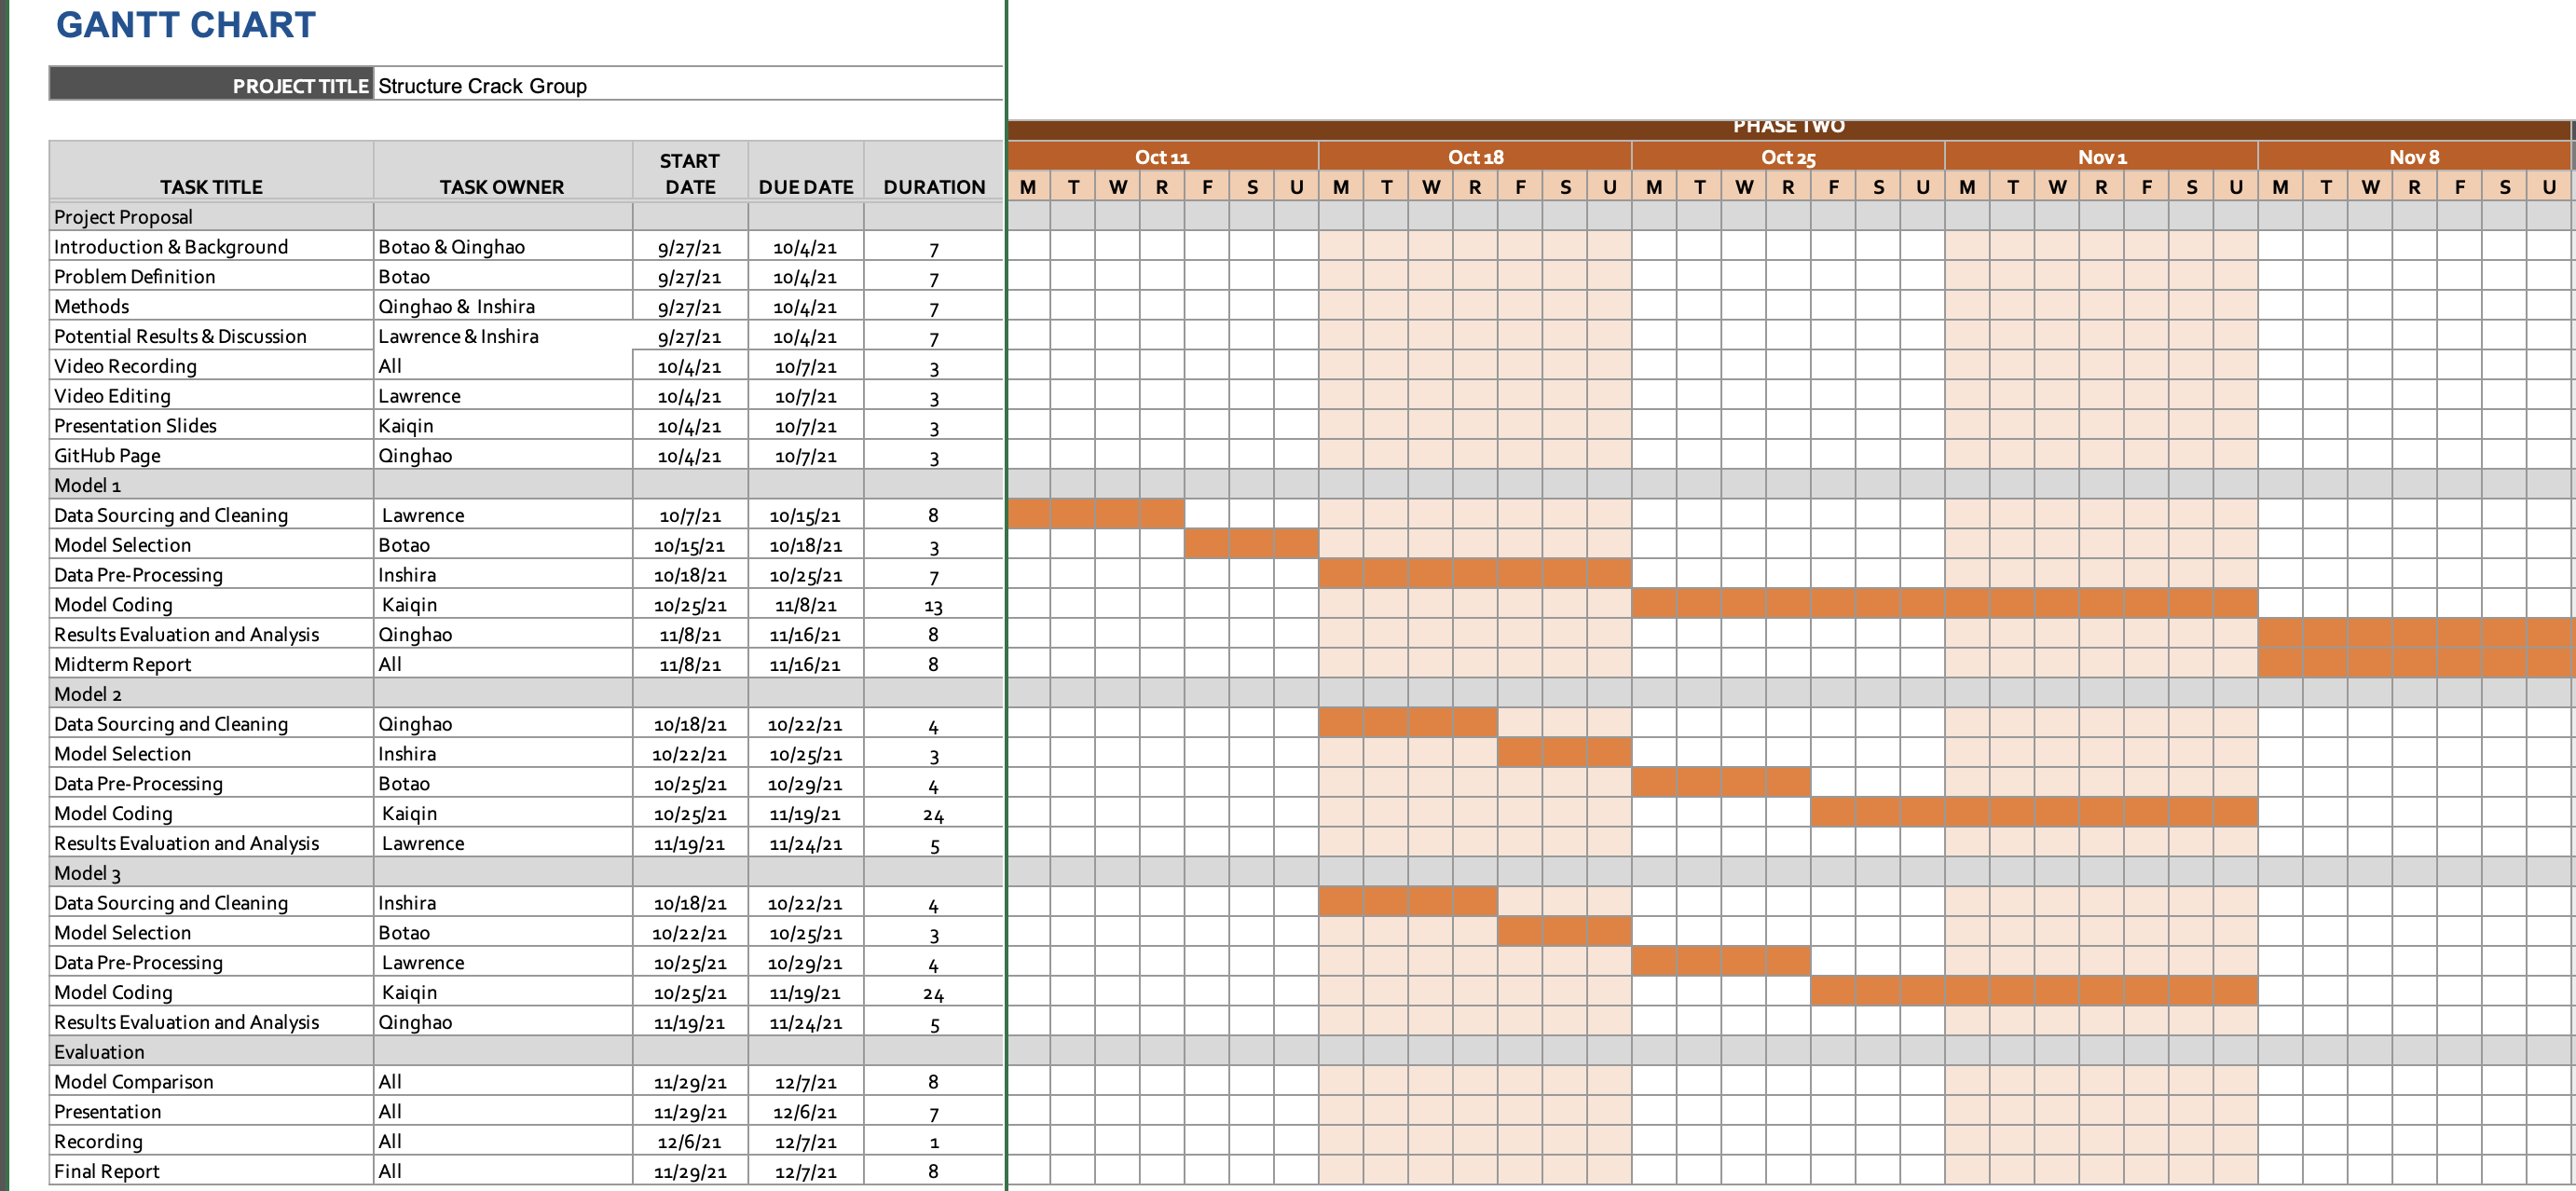 GANTT CHART
PROJECT TITLE Structure Crack Group
PHASE TWO
Oct 11 Oct 18 Oct 25 Nov 1 Nov 8
TASK TITLE TASK OWNER START DATE DUE DATE DURATION M T W R F S U M T W R F S U M T W R F S U M T W R F S U M T W R F S U
Project Proposal
Introduction & Background Botao & Qinghao 9/27/21 10/4/21 7
Problem Definition Botao 9/27/21 10/4/21 7
Methods Qinghao & Inshira 9/27/21 10/4/21 7
Potential Results & Discussion Lawrence & Inshira 9/27/21 10/4/21 7
Video Recording All 10/4/21 10/7/21 3
Video Editing Lawrence 10/4/21 10/7/21 3
Presentation Slides Kaiqin 10/4/21 10/7/21 3
GitHub Page Qinghao 10/4/21 10/7/21 3
Model 1
Data Sourcing and Cleaning Lawrence 10/7/21 10/15/21 8
Model Selection Botao 10/15/21 10/18/21 3
Data Pre-Processing Inshira 10/18/21 10/25/21 7
Model Coding Kaiqin 10/25/21 11/8/21 13
Results Evaluation and Analysis Qinghao 11/8/21 11/16/21 8
Midterm Report All 11/8/21 11/16/21 8
Model 2
Data Sourcing and Cleaning Qinghao 10/18/21 10/22/21 4
Model Selection Inshira 10/22/21 10/25/21 3
Data Pre-Processing Botao 10/25/21 10/29/21 4
Model Coding Kaiqin 10/25/21 11/19/21 24
Results Evaluation and Analysis Lawrence 11/19/21 11/24/21 5
Model 3
Data Sourcing and Cleaning Inshira 10/18/21 10/22/21 4
Model Selection Botao 10/22/21 10/25/21 3
Data Pre-Processing Lawrence 10/25/21 10/29/21 4
Model Coding Kaiqin 10/25/21 11/19/21 24
Results Evaluation and Analysis Qinghao 11/19/21 11/24/21 5
Evaluation
Model Comparison All 11/29/21 12/7/21 8
Presentation All 11/29/21 12/6/21 7
Recording All 12/6/21 12/7/21 1
Final Report All 11/29/21 12/7/21 8